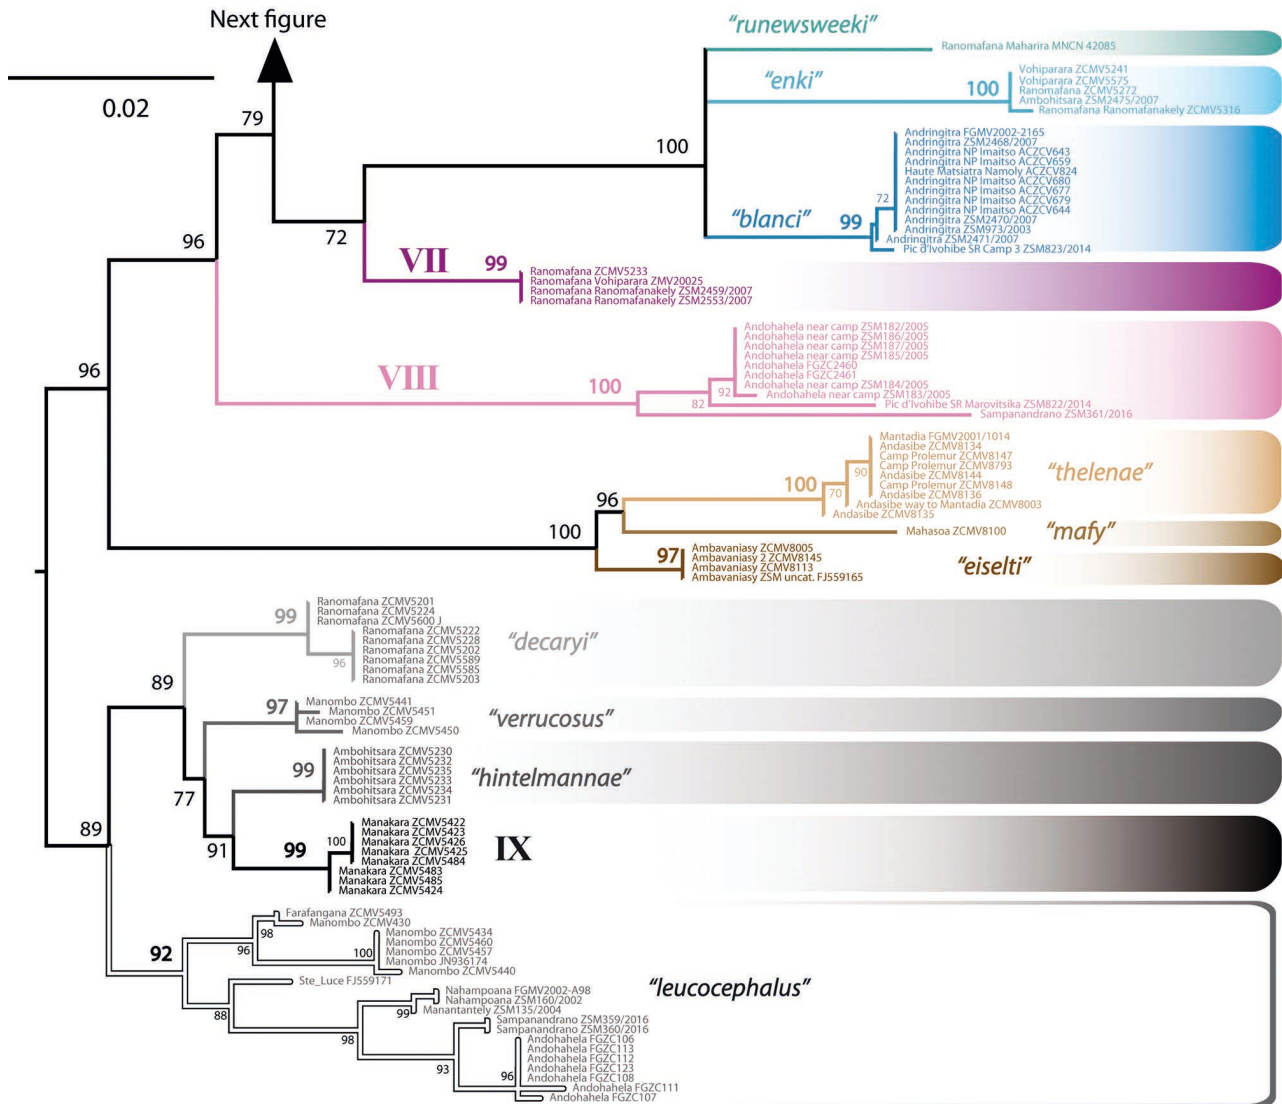 Next figure
0.02
"runewsweeki"
Ranomafana Maharira MNCN 42085
"enki"
100
Vohiparara ZCMV5241
Vohiparara ZCMV5575
Ranomafana ZCMV5272
Ambohitsara ZSM2475/2007
Ranomafana Ranomafanakely ZCMV5316
79
100
Andringitra FGMV2002-2165
Andringitra ZSM2468/2007
Andringitra NP Imaitso ACZCV643
Andringitra NP Imaitso ACZCV659
Haute Matsiatra Namoly ACZCV824
Andringitra NP Imaitso ACZCV680
Andringitra NP Imaitso ACZCV677
Andringitra NP Imaitso ACZCV679
Andringitra NP Imaitso ACZCV644
Andringitra ZSM2470/2007
Andringitra ZSM973/2003
Andringitra ZSM2471/2007
Pic d'Ivohibe SR Camp 3 ZSM823/2014
72
"blanci"
99
96
72
VII
99
Ranomafana ZCMV5233
Ranomafana Vohiparara ZMV20025
Ranomafana Ranomafanakely ZSM2459/2007
Ranomafana Ranomafanakely ZSM2553/2007
96
VIII
100
Andohahela near camp ZSM182/2005
Andohahela near camp ZSM186/2005
Andohahela near camp ZSM187/2005
Andohahela near camp ZSM185/2005
Andohahela FGZC2460
Andohahela FGZC2461
Andohahela near camp ZSM184/2005
Andohahela near camp ZSM183/2005
Pic d'Ivohibe SR Marovitsika ZSM822/2014
Sampanandrano ZSM361/2016
92
82
Mantadia FGMV2001/1014
Andasibe ZCMV8134
Camp Prolemur ZCMV8147
Camp Prolemur ZCMV8793
Andasibe ZCMV8144
Camp Prolemur ZCMV8148
Andasibe ZCMV8136
Andasibe way to Mantadia ZCMV8003
Andasibe ZCMV8135
90
100
70
"thelenae"
96
100
Mahasoa ZCMV8100
"mafy"
97
Ambavaniasy ZCMV8005
Ambavaniasy 2 ZCMV8145
Ambavaniasy ZCMV8113
Ambavaniasy ZSM uncat. FJ559165
"eiselti"
Ranomafana ZCMV5201
Ranomafana ZCMV5224
Ranomafana ZCMV5600 J
Ranomafana ZCMV5222
Ranomafana ZCMV5228
Ranomafana ZCMV5202
Ranomafana ZCMV5589
Ranomafana ZCMV5585
Ranomafana ZCMV5203
99
96
"decaryi"
89
97
Manombo ZCMV5441
Manombo ZCMV5451
Manombo ZCMV5459
Manombo ZCMV5450
"verrucosus"
99
Ambohitsara ZCMV5230
Ambohitsara ZCMV5232
Ambohitsara ZCMV5235
Ambohitsara ZCMV5233
Ambohitsara ZCMV5234
Ambohitsara ZCMV5231
"hintelmannae"
77
89
91
99
100
Manakara ZCMV5422
Manakara ZCMV5423
Manakara ZCMV5426
Manakara ZCMV5425
Manakara ZCMV5484
Manakara ZCMV5483
Manakara ZCMV5485
Manakara ZCMV5424
IX
Farafangana ZCMV5493
Manombo ZCMV430
98
92
96
100
Manombo ZCMV5434
Manombo ZCMV5460
Manombo ZCMV5457
Manombo JN936174
Manombo ZCMV5440
Ste_Luce FJ559171
"leucocephalus"
88
Nahampoana FGMV2002-A98
Nahampoana ZSM160/2002
Manantantely ZSM135/2004
99
98
Sampanandrano ZSM359/2016
Sampanandrano ZSM360/2016
Andohahela FGZC106
Andohahela FGZC113
Andohahela FGZC112
Andohahela FGZC123
Andohahela FGZC108
Andohahela FGZC111
Andohahela FGZC107
93
96